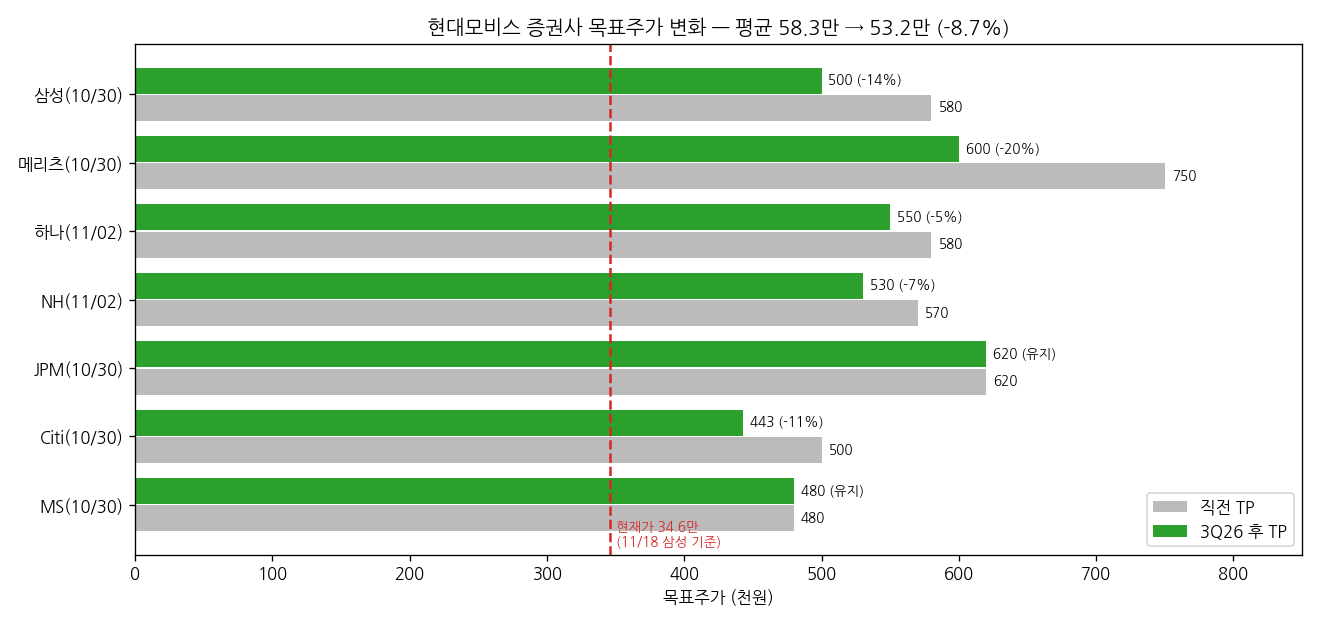 현대모비스 증권사 목표주가 변화 — 평균 58.3만 → 53.2만 (-8.7%)
삼성(10/30)
500 (-14%)
580
메리츠(10/30)
600 (-20%)
750
하나(11/02)
550 (-5%)
580
NH(11/02)
530 (-7%)
570
JPM(10/30)
620 (유지)
620
Citi(10/30)
443 (-11%)
500
MS(10/30)
480 (유지)
480
현재가 34.6만
(11/18 삼성 기준)
직전 TP
3Q26 후 TP
0 100 200 300 400 500 600 700 800
목표주가 (천원)